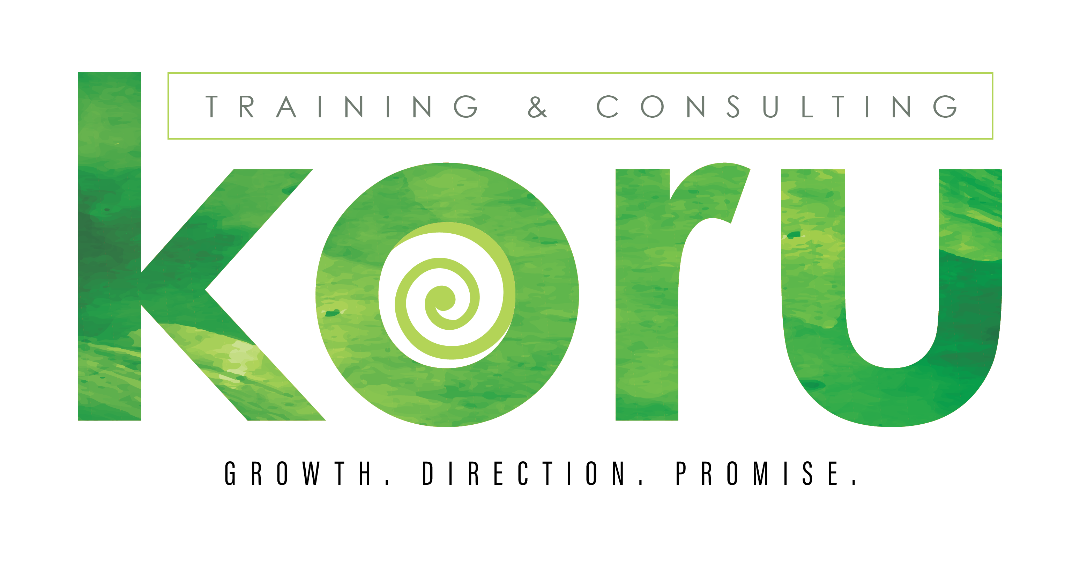 TRAINING & CONSULTING
koru
GROWTH. DIRECTION. PROMISE.